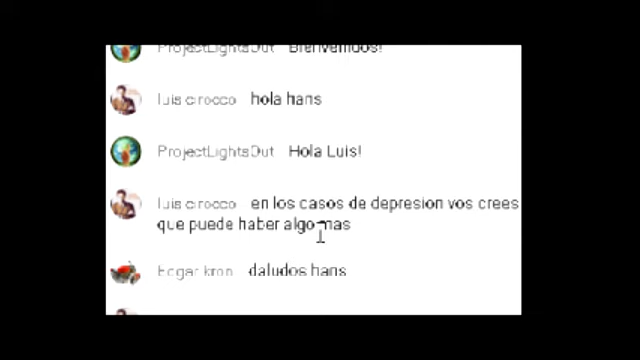 ProjectLightsOut Bienvenidos!
luis cirocco hola hans
ProjectLightsOut Hola Luis!
luis cirocco en los casos de depresion vos crees
que puede haber algo mas
Edgar kron daludos hans